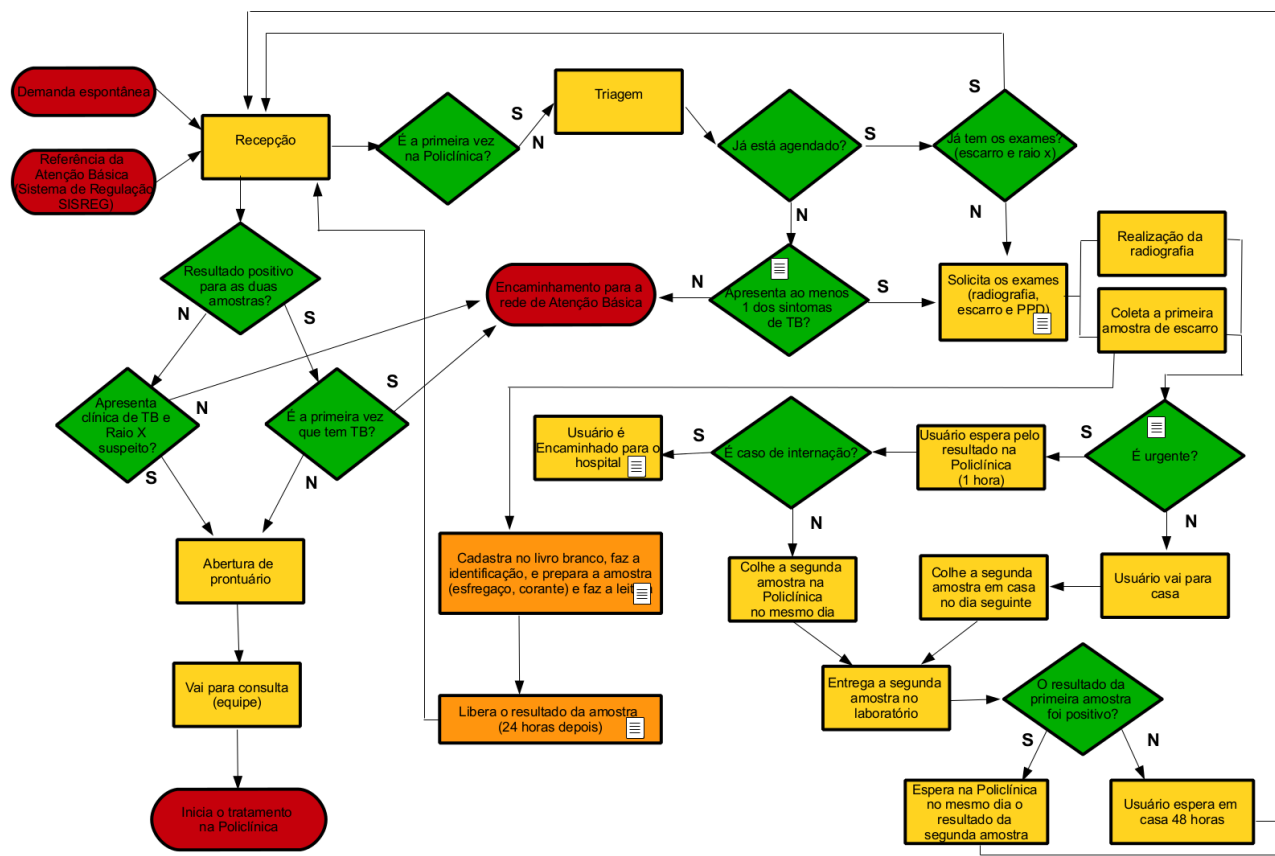 Demanda espontânea
Referência da
Atenção Básica
(Sistema de Regulação
SISREG)
Recepção
É a primeira vez
na Policlínica?
S
N
Triagem
Já está agendado?
S
N
Já tem os exames?
(escarro e raio x)
S
N
Resultado positivo
para as duas
amostras?
N
S
Encaminhamento para a
rede de Atenção Básica
N
Apresenta ao menos
1 dos sintomas
de TB?
S
Solicita os exames
(radiografia,
escarro e PPD)
Realização da
radiografia
Coleta a primeira
amostra de escarro
Apresenta
clínica de TB e
Raio X
suspeito?
N
S
É a primeira vez
que tem TB?
S
N
Usuário é
Encaminhado para o
hospital
S
É caso de internação?
N
Usuário espera pelo
resultado na
Policlínica
(1 hora)
S
É urgente?
N
Abertura de
prontuário
Cadastra no livro branco, faz a
identificação, e prepara a amostra
(esfregaço, corante) e faz a
Colhe a segunda
amostra na
Policlínica
no mesmo dia
Colhe a segunda
amostra em casa
no dia seguinte
Usuário vai para
casa
Vai para consulta
(equipe)
Libera o resultado da amostra
(24 horas depois)
Entrega a segunda
amostra no
laboratório
O resultado da
primeira amostra
foi positivo?
S
N
Inicia o tratamento
na Policlínica
Espera na Policlínica
no mesmo dia o
resultado da
segunda amostra
Usuário espera em
casa 48 horas